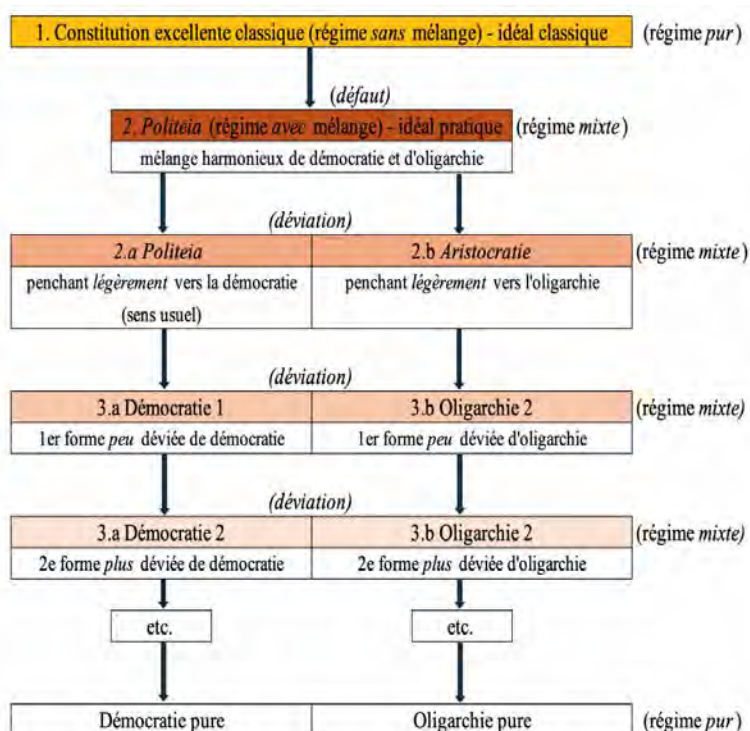 1. Constitution excellente classique (régime sans mélange) - idéal classique (régime pur)
(défaut)
2. Politeia (régime avec mélange) - idéal pratique (régime mixte)
mélange harmonieux de démocratie et d'oligarchie
(déviation)
2.a Politeia 2.b Aristocratie (régime mixte)
penchant légèrement vers la démocratie penchant légèrement vers l'oligarchie
(sens usuel)
(déviation)
3.a Démocratie 1 3.b Oligarchie 2 (régime mixte)
1er forme peu déviée de démocratie 1er forme peu déviée d'oligarchie
(déviation)
3.a Démocratie 2 3.b Oligarchie 2 (régime mixte)
2e forme plus déviée de démocratie 2e forme plus déviée d'oligarchie
etc. etc.
Démocratie pure Oligarchie pure (régime pur)